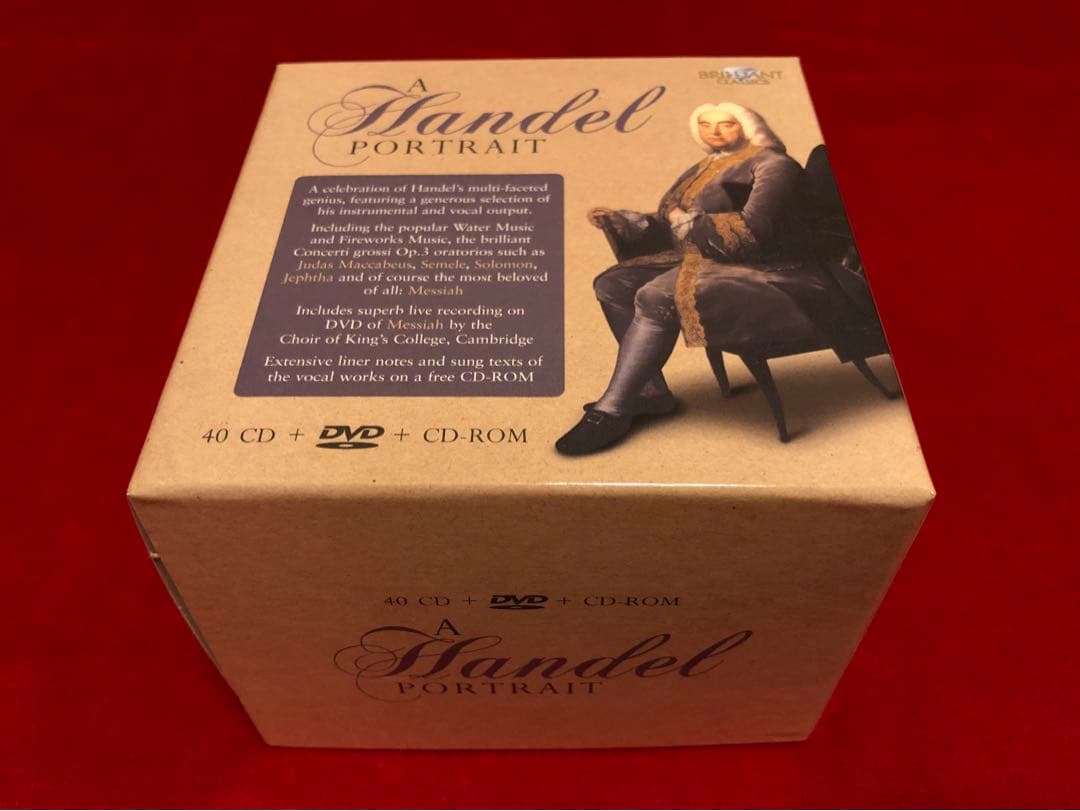 BRILLIANT
CLASSICS
A
Handel
PORTRAIT
A celebration of Handel's multi-faceted
genius, featuring a generous selection of
his instrumental and vocal output.
Including the popular Water Music
and Fireworks Music, the brilliant
Concerti grossi Op.3 oratorios such as
Judas Maccabeus, Semele, Solomon,
Jephtha and of course the most beloved
of all: Messiah
Includes superb live recording on
DVD of Messiah by the
Choir of King's College, Cambridge
Extensive liner notes and sung texts of
the vocal works on a free CD-ROM
40 CD + DVD + CD-ROM
40 CD + DVD + CD-ROM
A
Handel
PORTRAIT